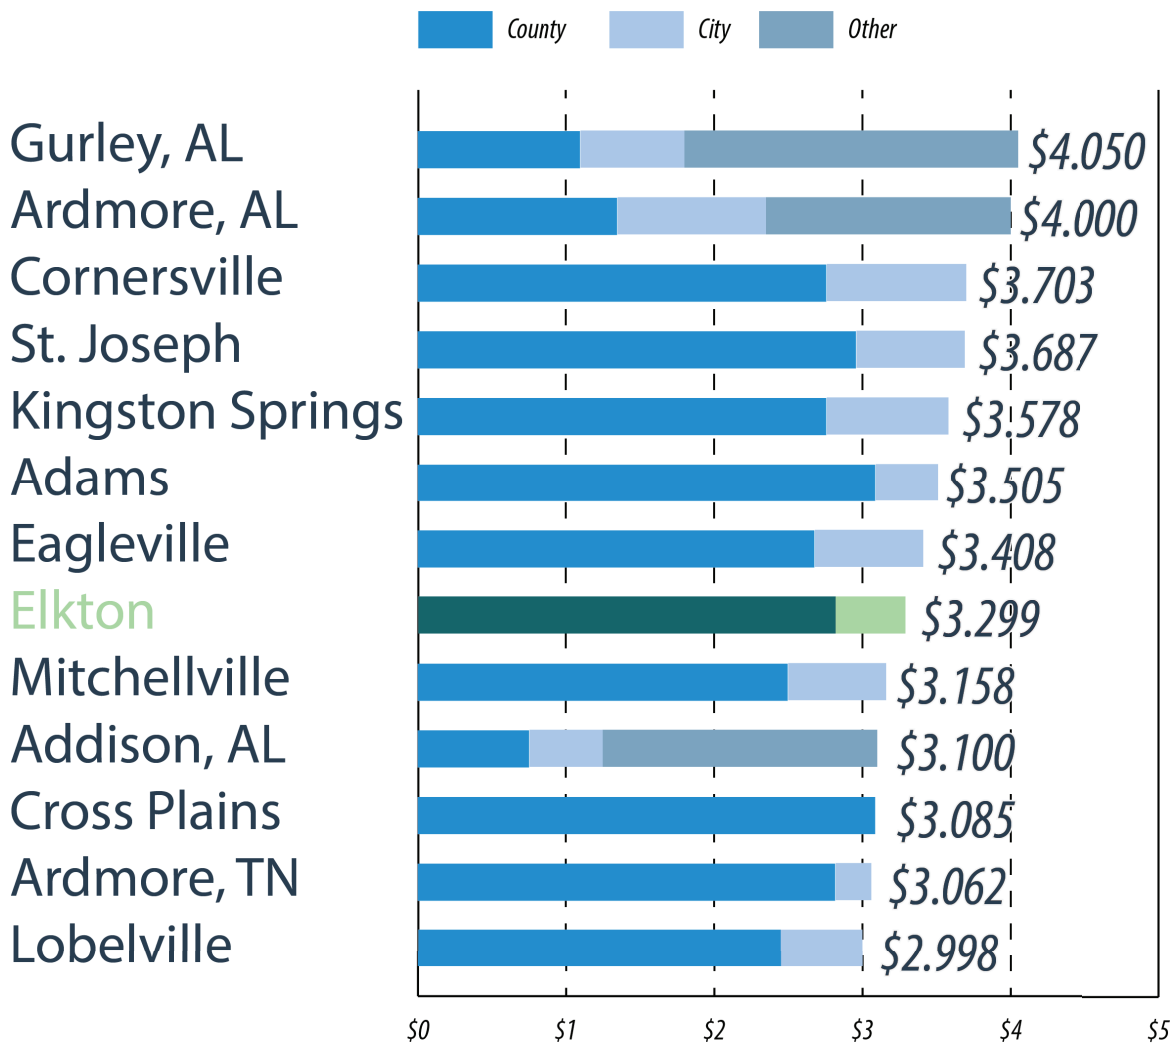 County City Other
Gurley, AL $4.050
Ardmore, AL $4.000
Cornersville $3.703
St. Joseph $3.687
Kingston Springs $3.578
Adams $3.505
Eagleville $3.408
Elkton $3.299
Mitchellville $3.158
Addison, AL $3.100
Cross Plains $3.085
Ardmore, TN $3.062
Lobelville $2.998
$0 $1 $2 $3 $4 $5